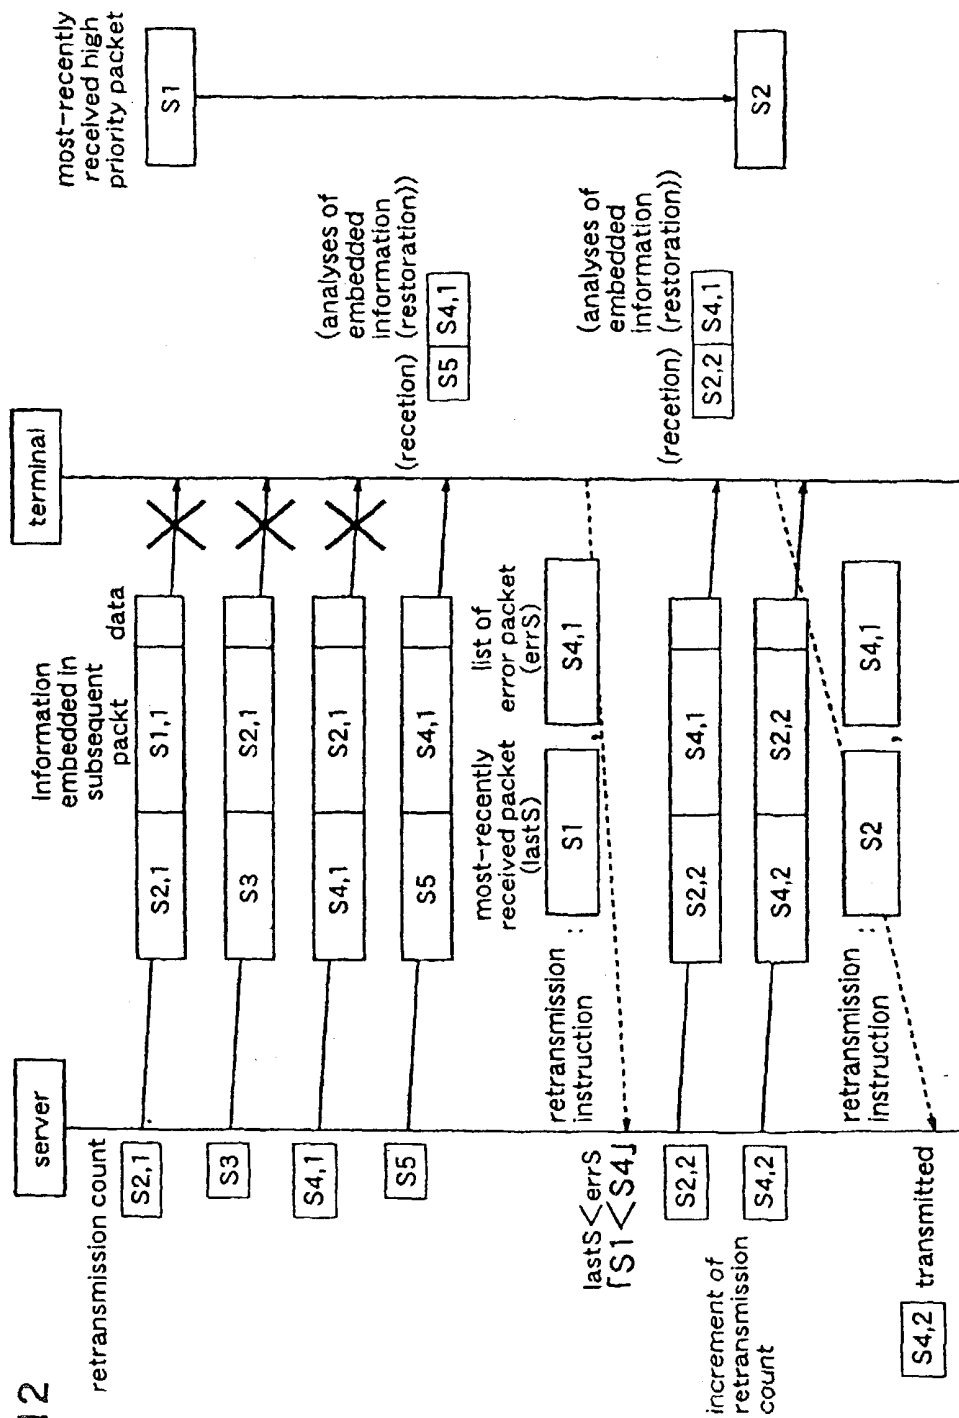 12
server
terminal
most-recently
received high
priority packet
S1
retransmission count
Information
embedded in
subsequent
packt
data
S2,1
S2,1
S1,1
S3
S3
S2,1
S4,1
S4,1
S2,1
S5
S5
S4,1
(analyses of
embedded
information
(recetion) (restoration))
S5
S4,1
most-recently
received packet
(lastS)
list of
error packet
(errS)
retransmission
instruction :
S1
,
S4,1
lastS<errS
「S1<S4」
S2,2
S2,2
S4,1
(analyses of
embedded
information
(recetion) (restoration))
S2,2
S4,1
S2
increment of
retransmission
count
S4,2
S4,2
S2,2
retransmission
instruction :
S2
,
S4,1
S4,2
transmitted